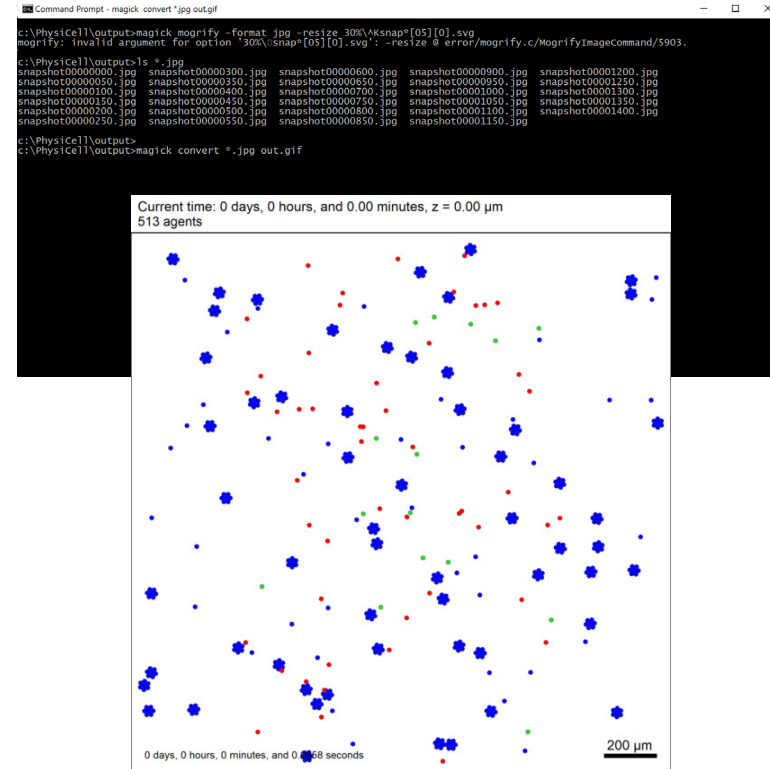 Command Prompt - magick convert *.jpg out.gif
c:\PhysiCell\output>magick mogrify -format jpg -resize 30%\^Ksnap*[05][0].svg
mogrify: invalid argument for option '30%\▯snap*[05][0].svg': -resize @ error/mogrify.c/MogrifyImageCommand/5903.
c:\PhysiCell\output>ls *.jpg
snapshot00000000.jpg snapshot00000300.jpg snapshot00000600.jpg snapshot00000900.jpg snapshot00001200.jpg
snapshot00000050.jpg snapshot00000350.jpg snapshot00000650.jpg snapshot00000950.jpg snapshot00001250.jpg
snapshot00000100.jpg snapshot00000400.jpg snapshot00000700.jpg snapshot00001000.jpg snapshot00001300.jpg
snapshot00000150.jpg snapshot00000450.jpg snapshot00000750.jpg snapshot00001050.jpg snapshot00001350.jpg
snapshot00000200.jpg snapshot00000500.jpg snapshot00000800.jpg snapshot00001100.jpg snapshot00001400.jpg
snapshot00000250.jpg snapshot00000550.jpg snapshot00000850.jpg snapshot00001150.jpg
c:\PhysiCell\output>
c:\PhysiCell\output>magick convert *.jpg out.gif
Current time: 0 days, 0 hours, and 0.00 minutes, z = 0.00 μm
513 agents
200 μm
0 days, 0 hours, 0 minutes, and seconds